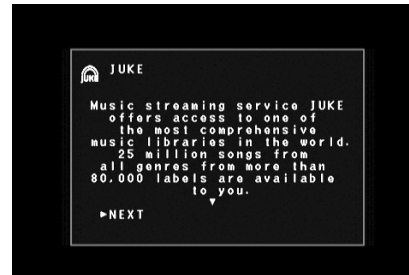 JUKE
JUKE
Music streaming service JUKE
offers access to one of
the most comprehensive
music libraries in the world.
25 million songs from
all genres from more than
80.000 labels are available
to you.
NEXT